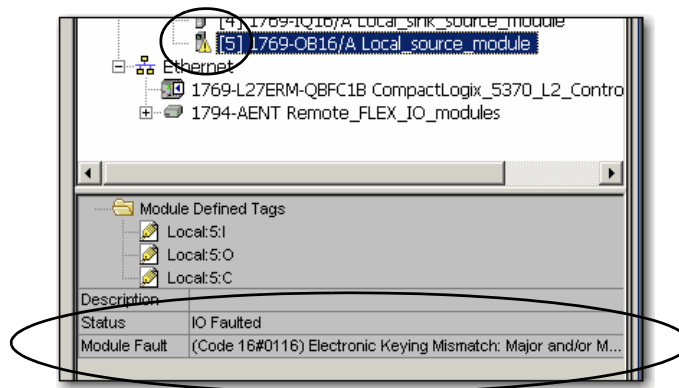 [4] 1769-IQ16/A Local_sink_source_module
[5] 1769-OB16/A Local_source_module
Ethernet
1769-L27ERM-QBFC1B CompactLogix_5370_L2_Contro
1794-AENT Remote_FLEX_IO_modules
Module Defined Tags
Local:5:I
Local:5:O
Local:5:C
Description
Status IO Faulted
Module Fault (Code 16#0116) Electronic Keying Mismatch: Major and/or M...